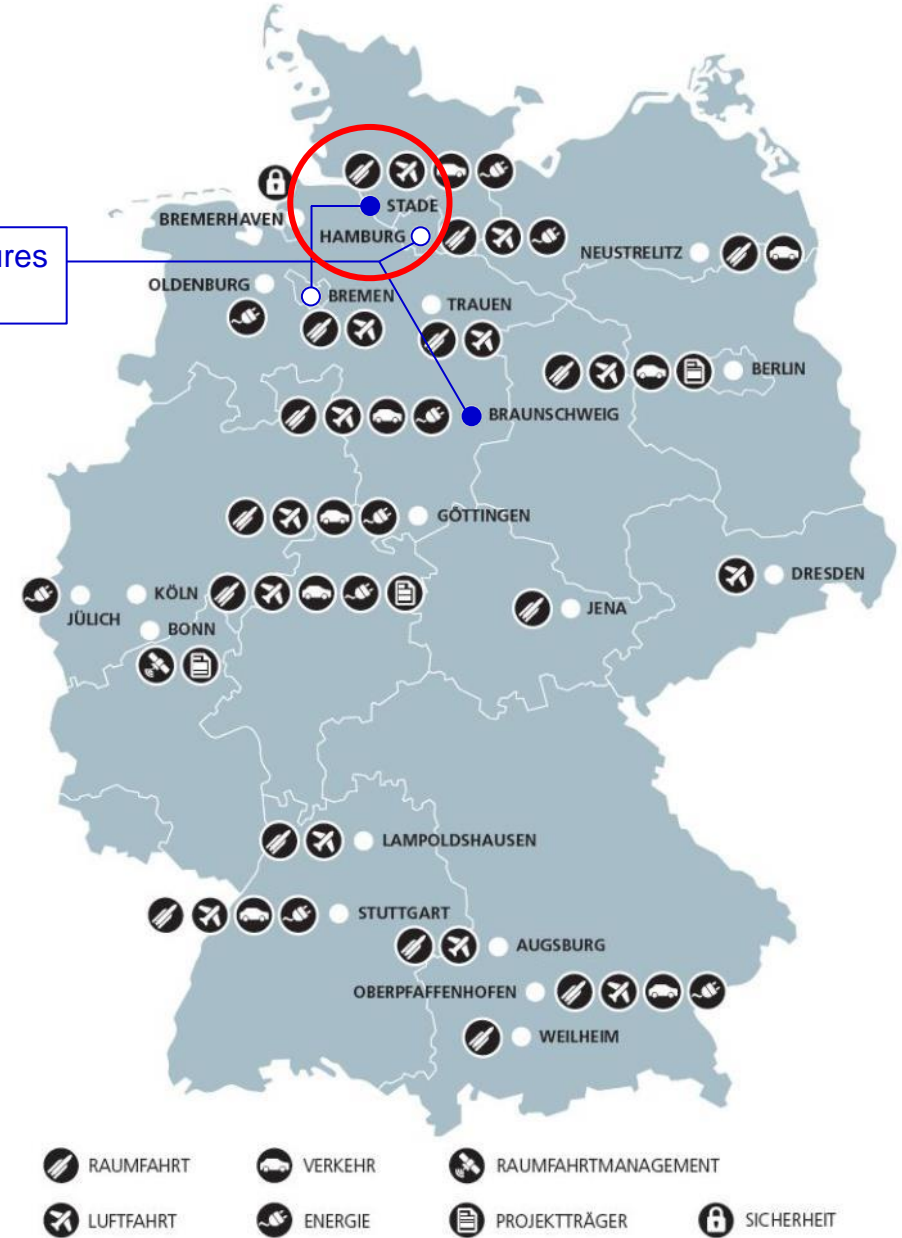 STADE
BREMERHAVEN
HAMBURG
NEUSTRELITZ
OLDENBURG
BREMEN
TRAUEN
BERLIN
BRAUNSCHWEIG
GÖTTINGEN
DRESDEN
KÖLN
JÜLICH
JENA
BONN
LAMPOLDSHAUSEN
STUTTGART
AUGSBURG
OBERPFAFFENHOFEN
WEILHEIM
RAUMFAHRT
VERKEHR
RAUMFAHRTMANAGEMENT
LUFTFAHRT
ENERGIE
PROJEKTTRÄGER
SICHERHEIT